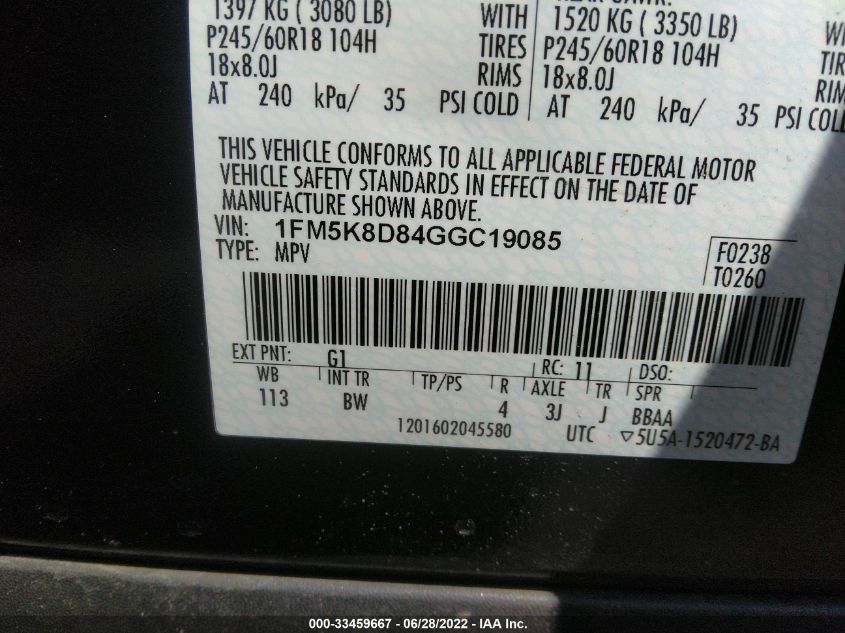 1397 KG ( 3080 LB) WITH 1520 KG ( 3350 LB)
P245/60R18 104H TIRES P245/60R18 104H
18x8.0J RIMS 18x8.0J RIMS
AT 240 kPa/ 35 PSI COLD AT 240 kPa/ 35 PSI COLD
THIS VEHICLE CONFORMS TO ALL APPLICABLE FEDERAL MOTOR
VEHICLE SAFETY STANDARDS IN EFFECT ON THE DATE OF
MANUFACTURE SHOWN ABOVE.
VIN: 1FM5K8D84GGC19085
TYPE: MPV
F0238
T0260
EXT PNT: G1 RC: 11 DSO:
WB INT TR TP/PS R AXLE TR SPR
113 BW 4 3J J BBAA
1201602045580 UTC ▽5U5A-1520472-BA
000-33459667 - 06/28/2022 - IAA Inc.